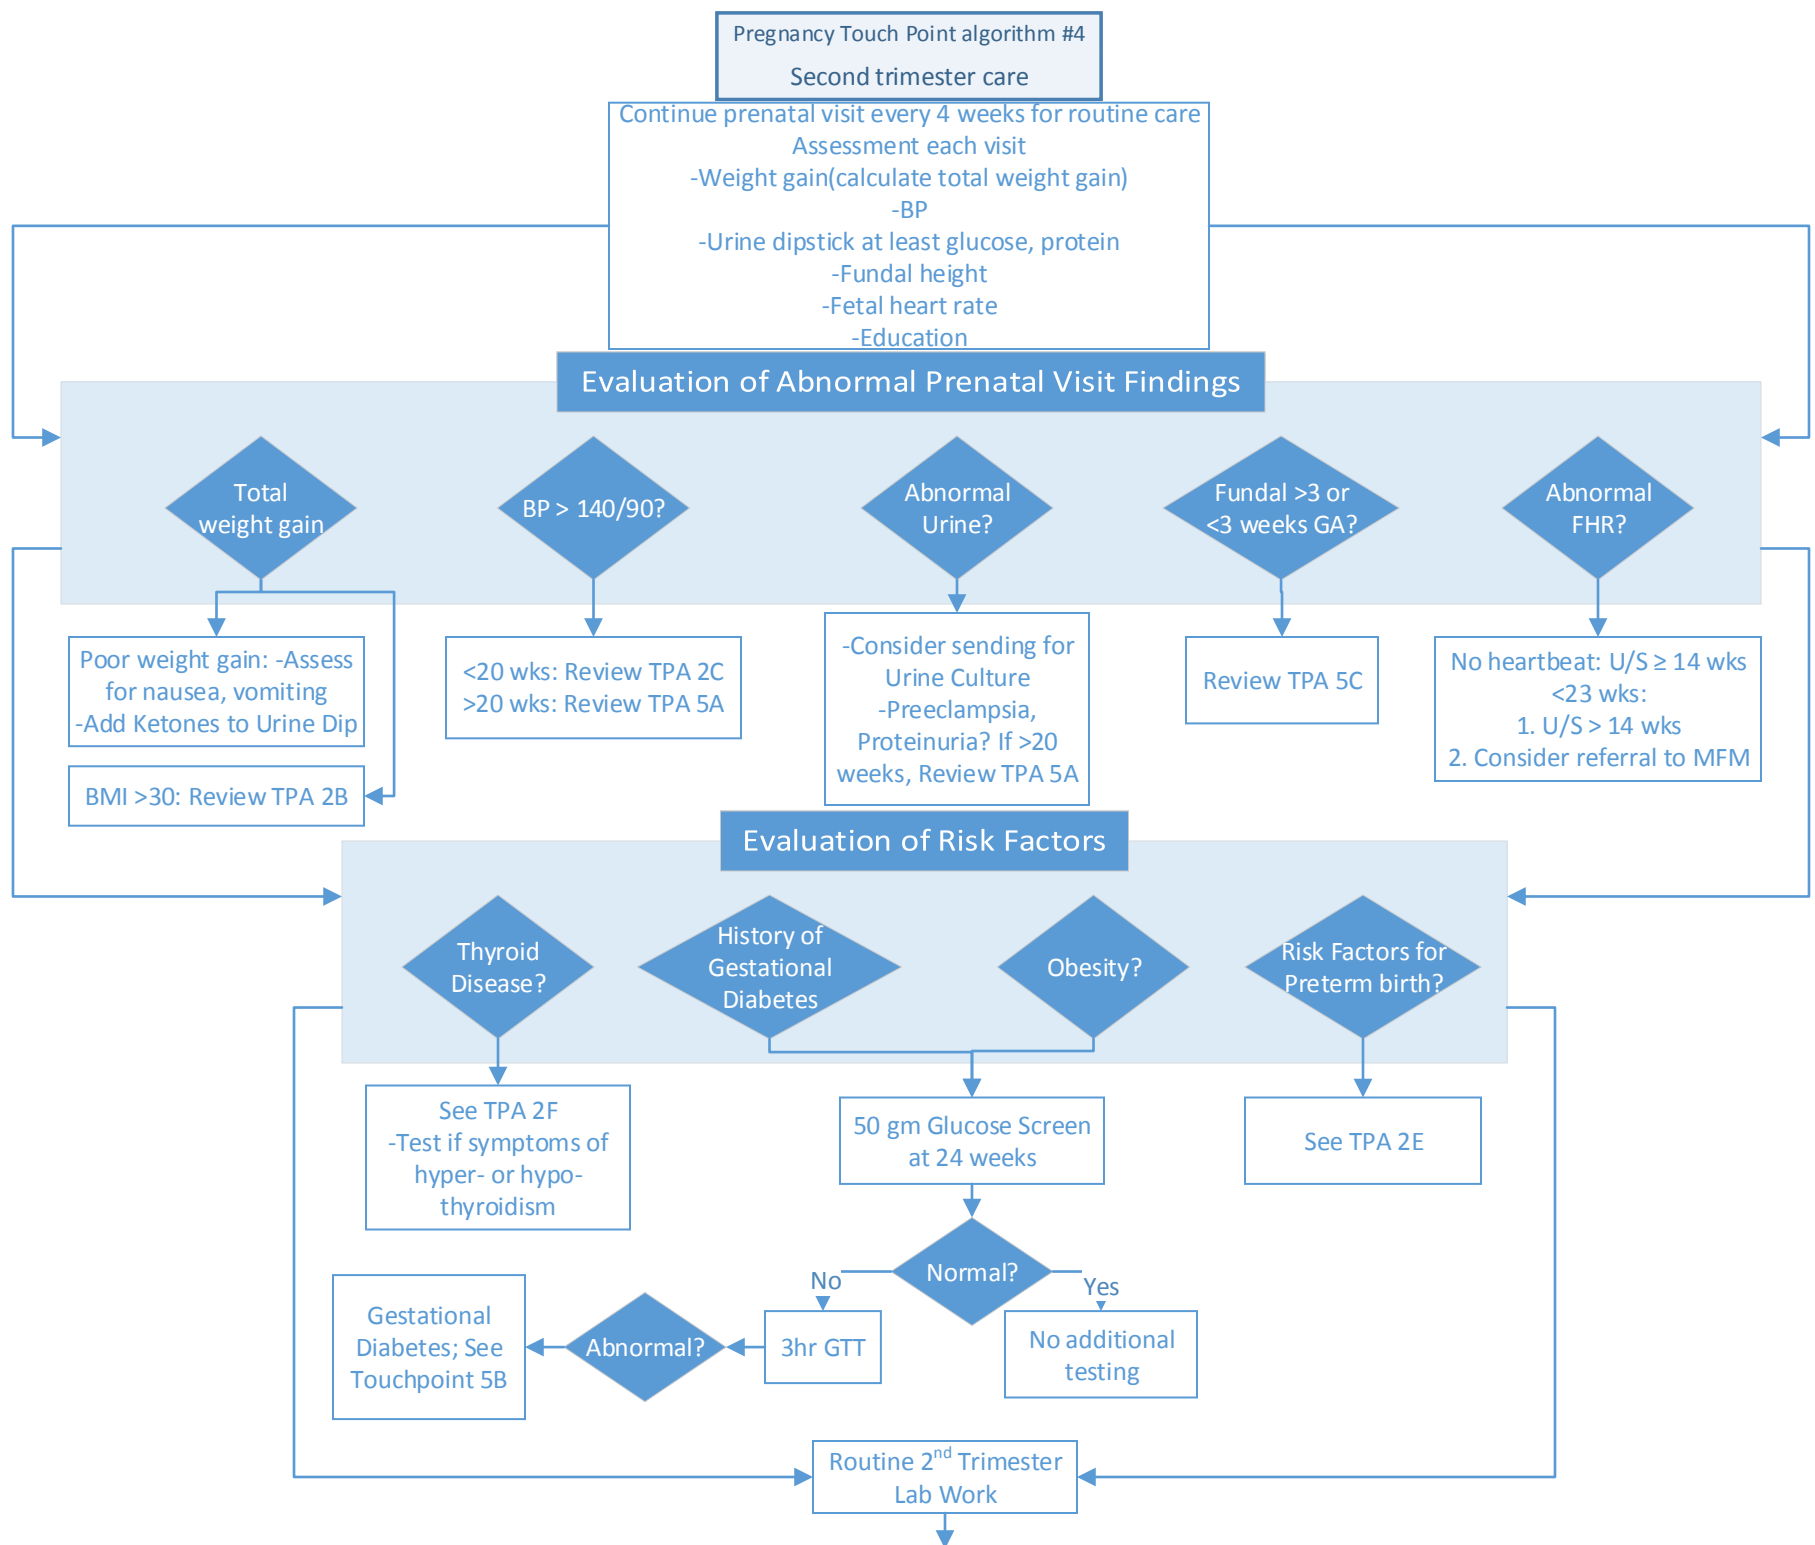 Pregnancy Touch Point algorithm #4
Second trimester care
Continue prenatal visit every 4 weeks for routine care
Assessment each visit
-Weight gain(calculate total weight gain)
-BP
-Urine dipstick at least glucose, protein
-Fundal height
-Fetal heart rate
-Education
Evaluation of Abnormal Prenatal Visit Findings
Total
weight gain
BP > 140/90?
Abnormal
Urine?
Fundal >3 or
<3 weeks GA?
Abnormal
FHR?
Poor weight gain: -Assess
for nausea, vomiting
-Add Ketones to Urine Dip
BMI >30: Review TPA 2B
<20 wks: Review TPA 2C
>20 wks: Review TPA 5A
-Consider sending for
Urine Culture
-Preeclampsia,
Proteinuria? If >20
weeks, Review TPA 5A
Review TPA 5C
No heartbeat: U/S ≥ 14 wks
<23 wks:
1. U/S > 14 wks
2. Consider referral to MFM
Evaluation of Risk Factors
Thyroid
Disease?
History of
Gestational
Diabetes
Obesity?
Risk Factors for
Preterm birth?
See TPA 2F
-Test if symptoms of
hyper- or hypo-
thyroidism
50 gm Glucose Screen
at 24 weeks
See TPA 2E
Normal?
No
Yes
Gestational
Diabetes; See
Touchpoint 5B
Abnormal?
3hr GTT
No additional
testing
Routine 2nd Trimester
Lab Work